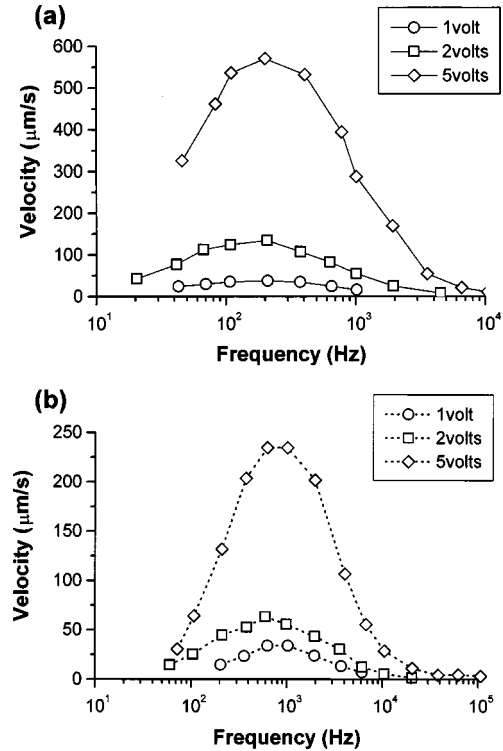 (a)
1volt
2volts
5volts
600
500
400
300
200
100
0
Velocity (μm/s)
10^1
10^2
10^3
10^4
Frequency (Hz)
(b)
1volt
2volts
5volts
250
200
150
100
50
0
Velocity (μm/s)
10^1
10^2
10^3
10^4
10^5
Frequency (Hz)